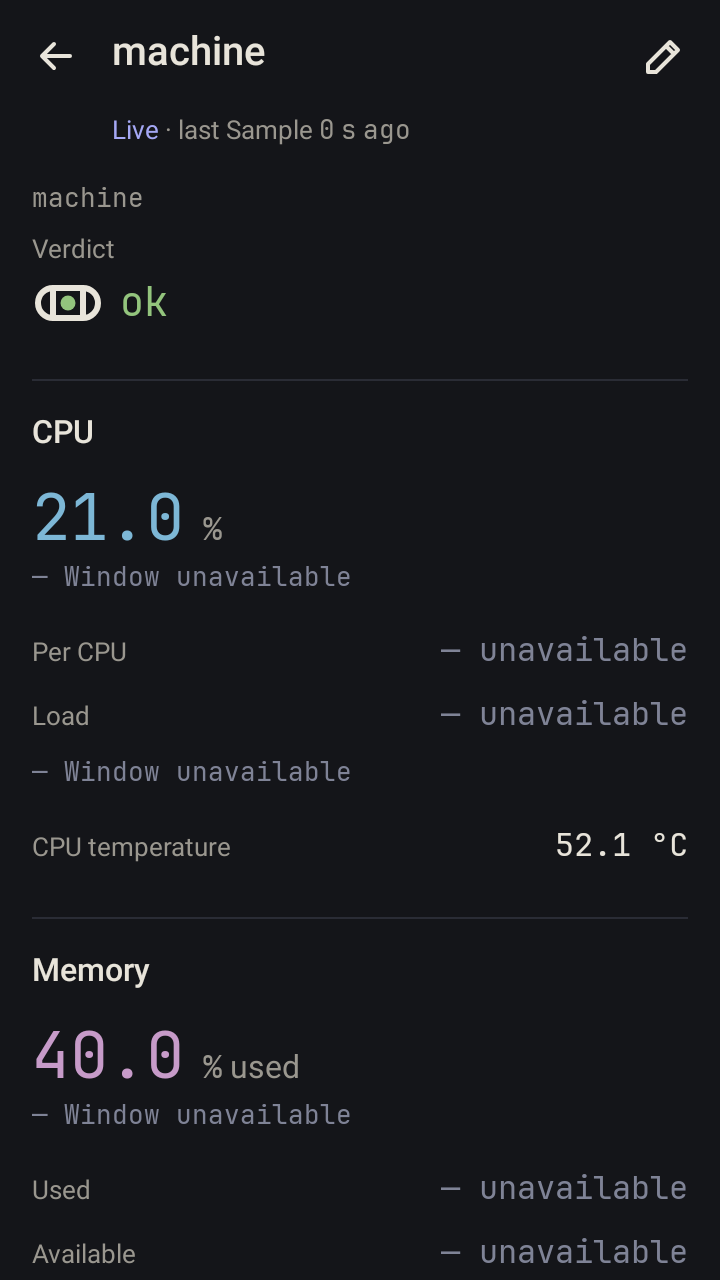 machine
Live · last Sample 0 s ago
machine
Verdict
ok
CPU
21.0 %
— Window unavailable
Per CPU — unavailable
Load — unavailable
— Window unavailable
CPU temperature 52.1 °C
Memory
40.0 % used
— Window unavailable
Used — unavailable
Available — unavailable